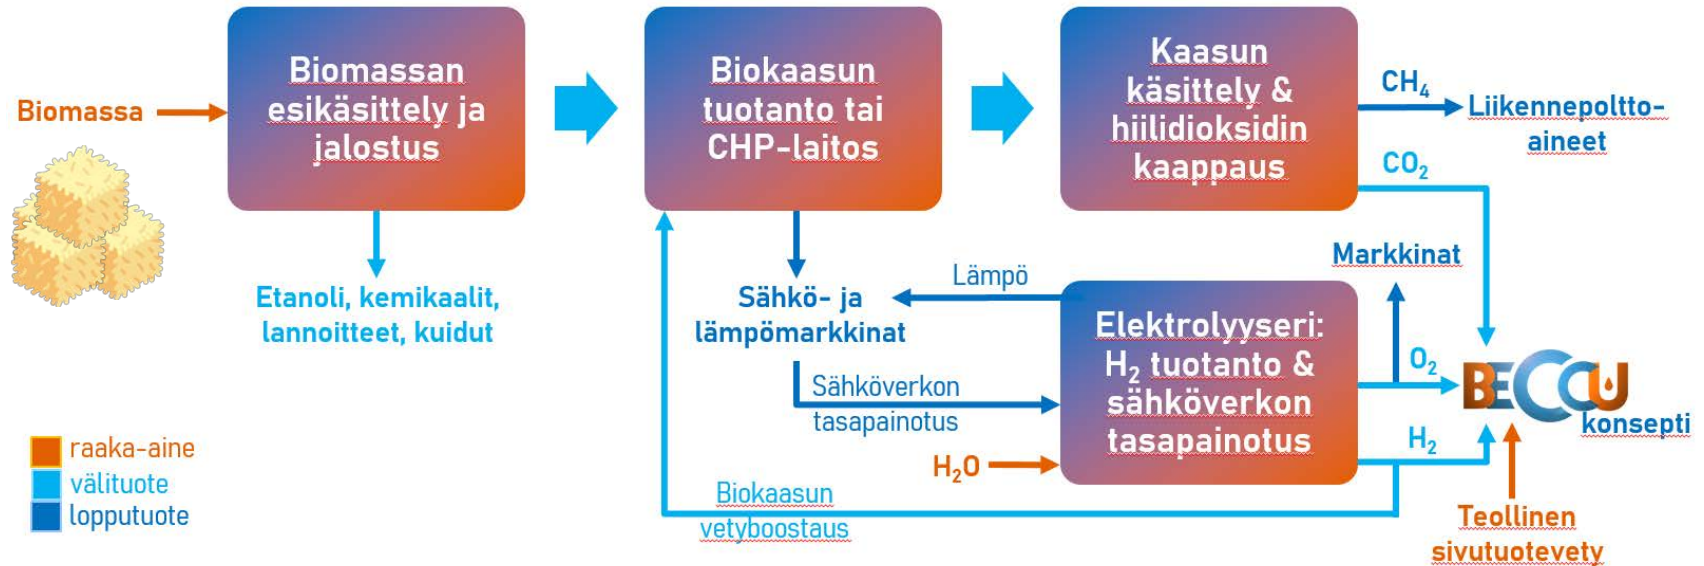 Biomassa
Biomassan
esikäsittely ja
jalostus
Etanoli, kemikaalit,
lannoitteet, kuidut
Biokaasun
tuotanto tai
CHP-laitos
Sähkö- ja
lämpömarkkinat
Lämpö
Sähköverkon
tasapainotus
Kaasun
käsittely &
hiilidioksidin
kaappaus
CH₄
Liikennepoltto-
aineet
CO₂
Markkinat
Elektrolyyseri:
H₂ tuotanto &
sähköverkon
tasapainotus
O₂
H₂
H₂O
BECCU
konsepti
Biokaasun
vetyboostaus
Teollinen
sivutuotevety
raaka-aine
välituote
lopputuote